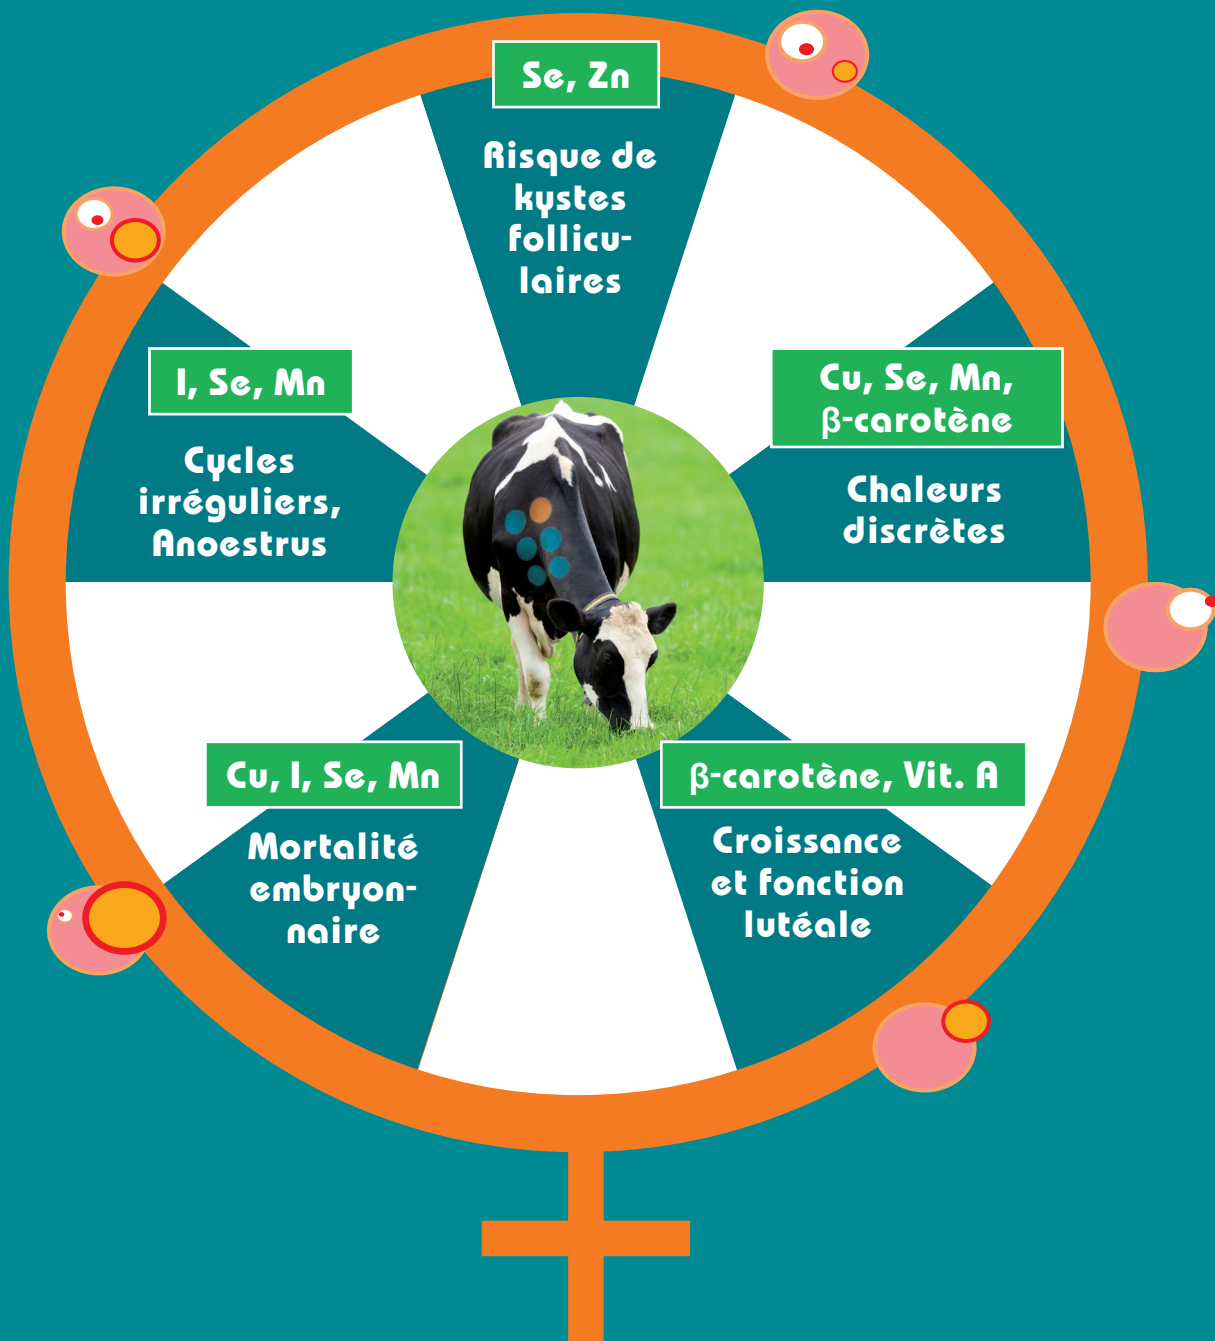 Se, Zn
Risque de
kystes
follicu-
laires
Cu, Se, Mn,
β-carotène
Chaleurs
discrètes
β-carotène, Vit. A
Croissance
et fonction
lutéale
Cu, I, Se, Mn
Mortalité
embryon-
naire
I, Se, Mn
Cycles
irréguliers,
Anoestrus